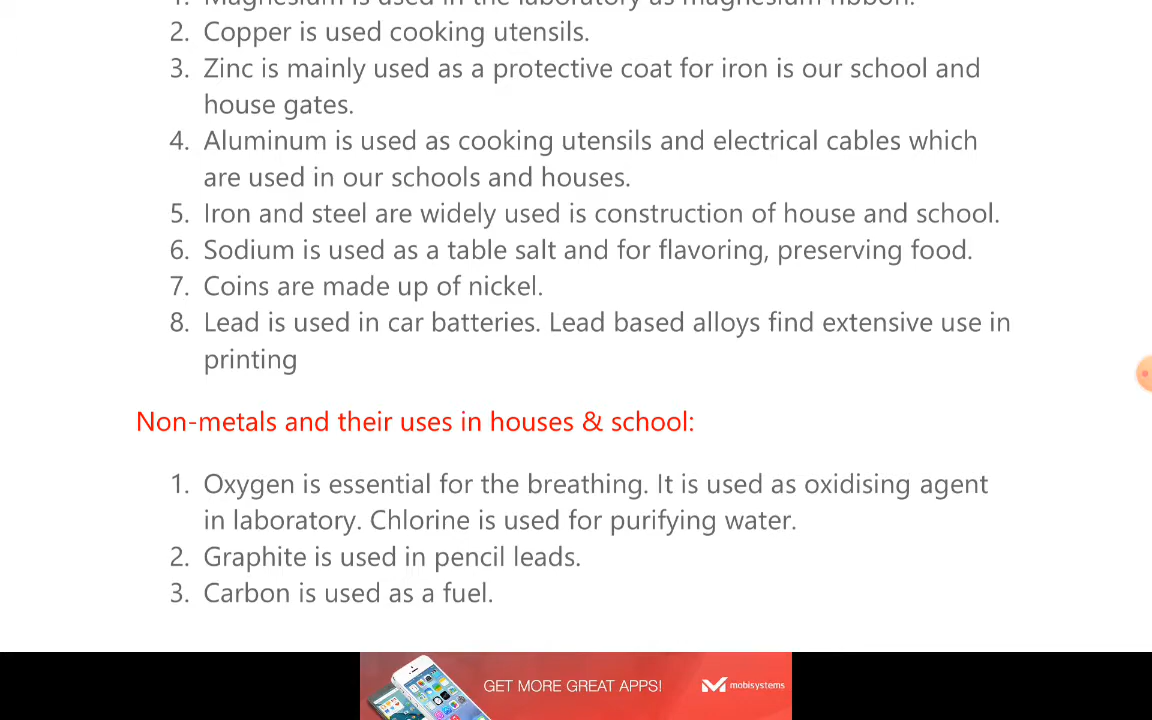 1. Magnesium is used in the laboratory as magnesium ribbon.
2. Copper is used cooking utensils.
3. Zinc is mainly used as a protective coat for iron is our school and
house gates.
4. Aluminum is used as cooking utensils and electrical cables which
are used in our schools and houses.
5. Iron and steel are widely used is construction of house and school.
6. Sodium is used as a table salt and for flavoring, preserving food.
7. Coins are made up of nickel.
8. Lead is used in car batteries. Lead based alloys find extensive use in
printing
Non-metals and their uses in houses & school:
1. Oxygen is essential for the breathing. It is used as oxidising agent
in laboratory. Chlorine is used for purifying water.
2. Graphite is used in pencil leads.
3. Carbon is used as a fuel.
GET MORE GREAT APPS!
mobisystems